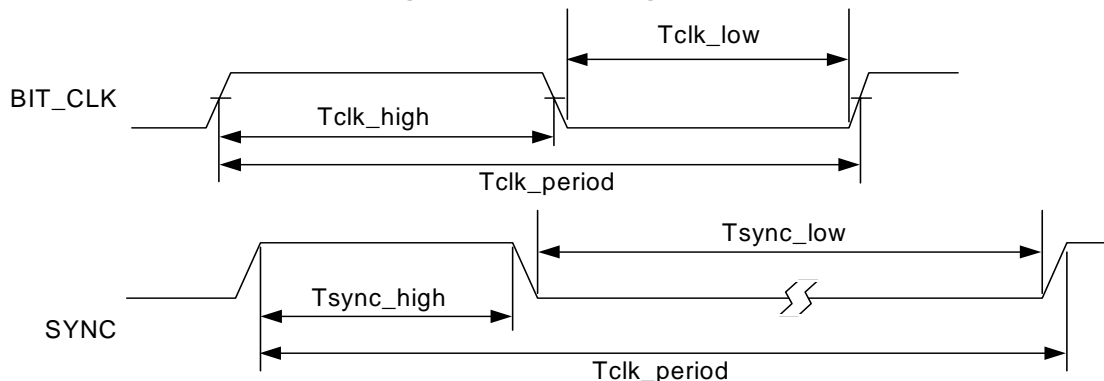 Tclk_low
BIT_CLK
Tclk_high
Tclk_period
Tsync_low
Tsync_high
SYNC
Tclk_period